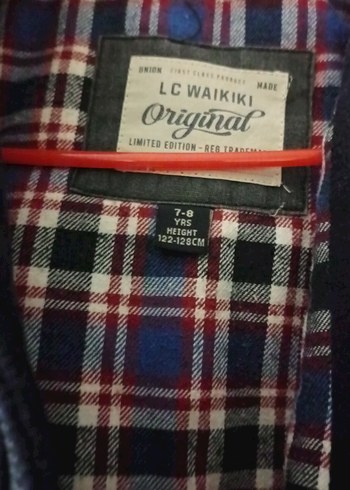 UNION FIRST CLASS PRODUCT MADE
LC WAIKIKI
Original
LIMITED EDITION - REG TRADEMA
7-8
YRS
HEIGHT
122-128CM